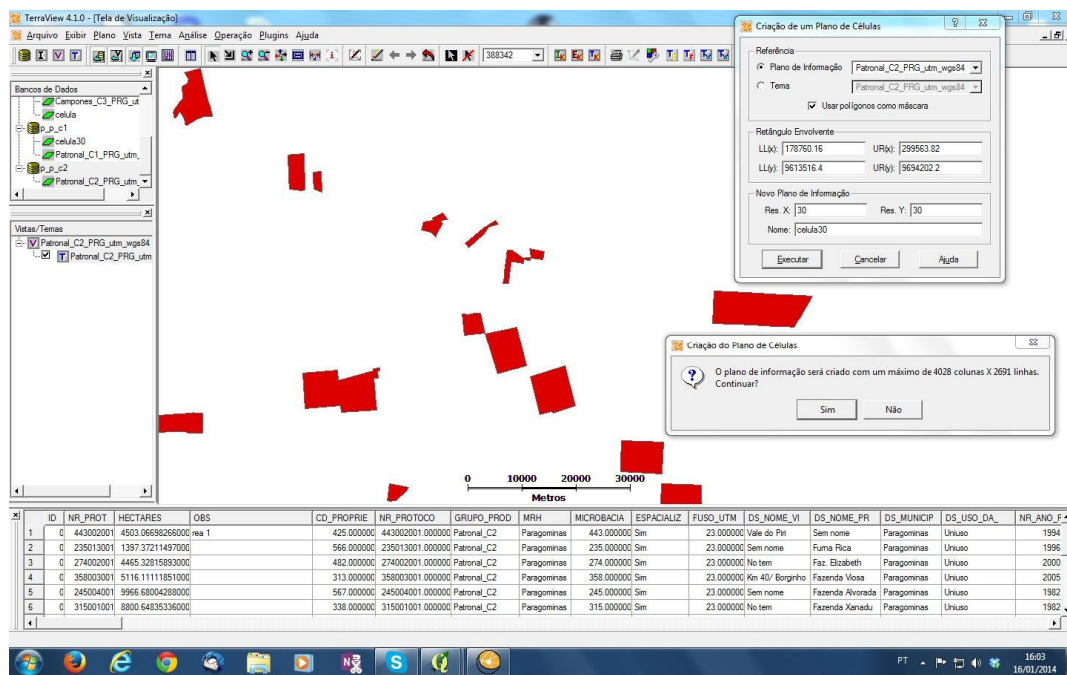 TerraView 4.1.0 - [Tela de Visualização]
Arquivo Exibir Plano Vista Tema Análise Operação Plugins Ajuda
388342
Bancos de Dados
Campones_C3_PRG_ut
celula
p_p_c1
celula30
Patronal_C1_PRG_utm_
p_p_c2
Patronal_C2_PRG_utm_
Vistas/Temas
Patronal_C2_PRG_utm_wgs84
Patronal_C2_PRG_utm
Criação de um Plano de Células
Referência
Plano de Informação Patronal_C2_PRG_utm_wgs84
Tema Patronal_C2_PRG_utm_wgs84
Usar polígonos como máscara
Retângulo Envolvente
LL(x): 178760.16 UR(x): 299563.82
LL(y): 9613516.4 UR(y): 9694202.2
Novo Plano de Informação
Res. X: 30 Res. Y: 30
Nome: celula30
Executar Cancelar Ajuda
Criação do Plano de Células
O plano de informação será criado com um máximo de 4028 colunas X 2691 linhas.
Continuar?
Sim Não
0 10000 20000 30000
Metros
ID NR_PROT HECTARES OBS CD_PROPRIE NR_PROTOCO GRUPO_PROD MRH MICROBACIA ESPACIALIZ FUSO_UTM DS_NOME_VI DS_NOME_PR DS_MUNICIP DS_USO_DA_ NR_ANO_F
1 0 443002001 4503.06698266000 rea 1 425.000000 443002001.000000 Patronal_C2 Paragominas 443.000000 Sim 23.000000 Vale do Piri Sem nome Paragominas Uniuso 1994
2 0 235013001 1397.37211497000 566.000000 235013001.000000 Patronal_C2 Paragominas 235.000000 Sim 23.000000 Sem nome Fuma Rica Paragominas Uniuso 1996
3 0 274002001 4465.32815893000 482.000000 274002001.000000 Patronal_C2 Paragominas 274.000000 Sim 23.000000 No tem Faz. Elizabeth Paragominas Uniuso 2000
4 0 358003001 5116.11111851000 313.000000 358003001.000000 Patronal_C2 Paragominas 358.000000 Sim 23.000000 Km 40/ Borginho Fazenda Viosa Paragominas Uniuso 2005
5 0 245004001 9966.68004288000 567.000000 245004001.000000 Patronal_C2 Paragominas 245.000000 Sim 23.000000 Sem nome Fazenda Alvorada Paragominas Uniuso 1982
6 0 315001001 8800.64835336000 338.000000 315001001.000000 Patronal_C2 Paragominas 315.000000 Sim 23.000000 No tem Fazenda Xanadu Paragominas Uniuso 1982
PT
16:03
16/01/2014